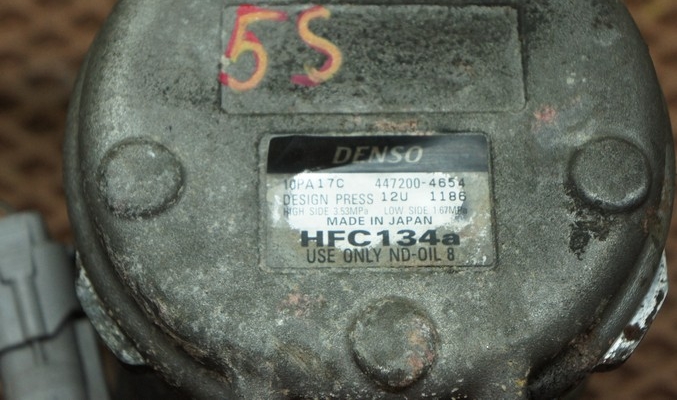 5S
DENSO
10PA17C 447200-4654
DESIGN PRESS 12U 1186
HIGH SIDE 3.53MPa LOW SIDE 1.67MPa
MADE IN JAPAN
HFC134a
USE ONLY ND-OIL 8